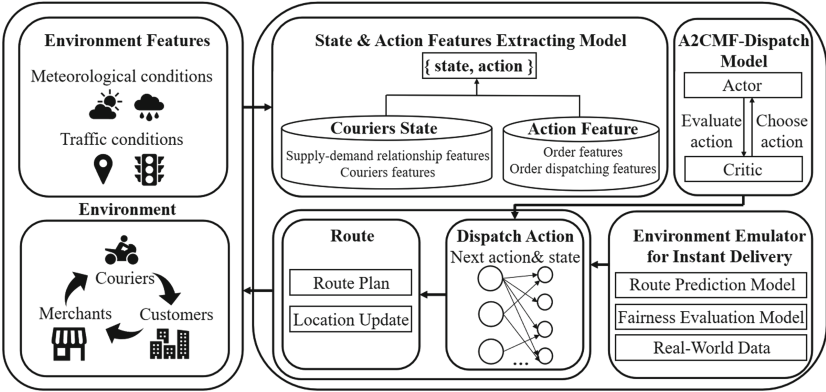 Environment Features
Meteorological conditions
Traffic conditions
Environment
Couriers
Merchants
Customers
State & Action Features Extracting Model
{ state, action }
Couriers State
Supply-demand relationship features
Couriers features
Action Feature
Order features
Order dispatching features
A2CMF-Dispatch
Model
Actor
Evaluate
action
Choose
action
Critic
Route
Route Plan
Location Update
Dispatch Action
Next action& state
...
Environment Emulator
for Instant Delivery
Route Prediction Model
Fairness Evaluation Model
Real-World Data